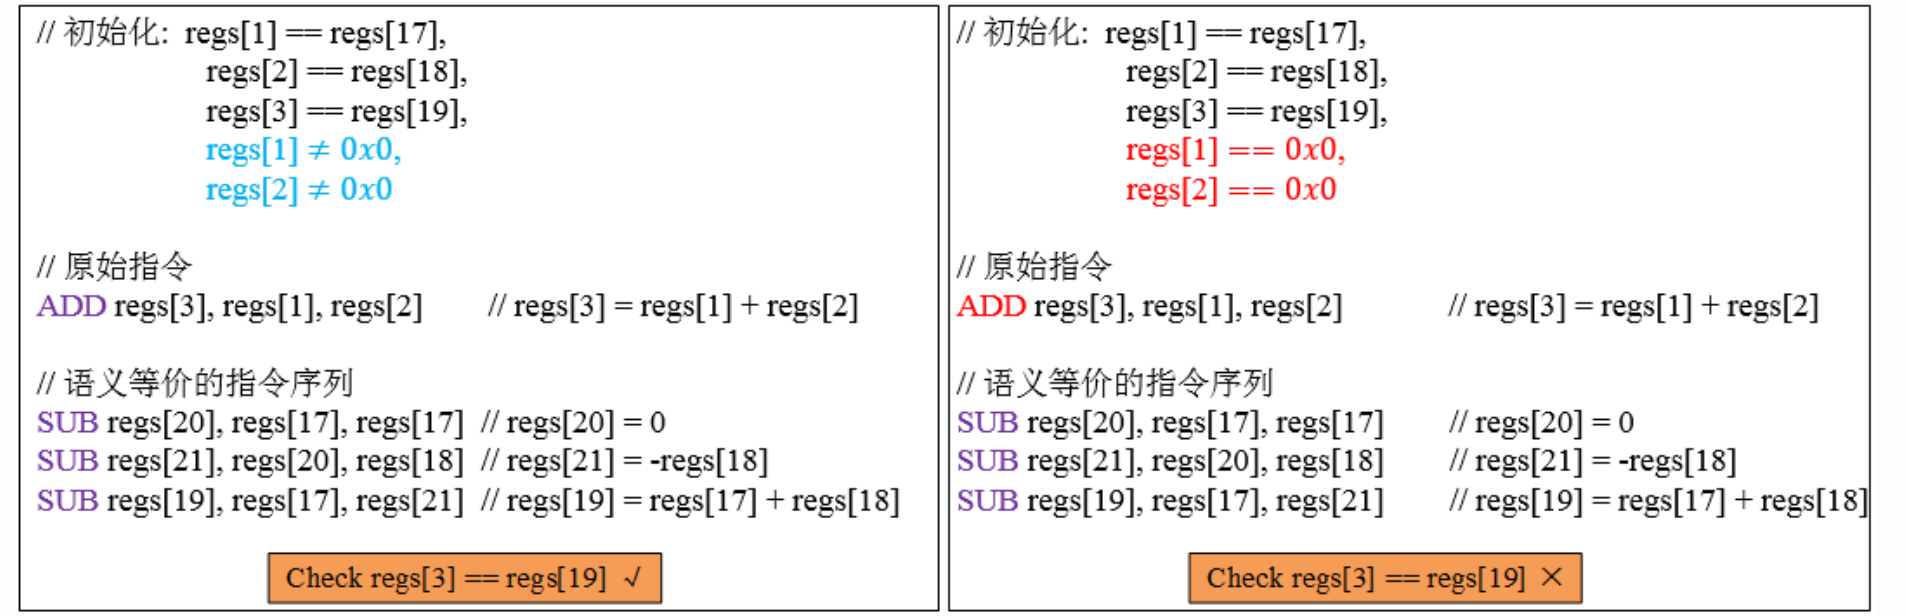 // 初始化: regs[1] == regs[17],
regs[2] == regs[18],
regs[3] == regs[19],
regs[1] ≠ 0x0,
regs[2] ≠ 0x0
// 原始指令
ADD regs[3], regs[1], regs[2] // regs[3] = regs[1] + regs[2]
// 语义等价的指令序列
SUB regs[20], regs[17], regs[17] // regs[20] = 0
SUB regs[21], regs[20], regs[18] // regs[21] = -regs[18]
SUB regs[19], regs[17], regs[21] // regs[19] = regs[17] + regs[18]
Check regs[3] == regs[19] √
// 初始化: regs[1] == regs[17],
regs[2] == regs[18],
regs[3] == regs[19],
regs[1] == 0x0,
regs[2] == 0x0
// 原始指令
ADD regs[3], regs[1], regs[2] // regs[3] = regs[1] + regs[2]
// 语义等价的指令序列
SUB regs[20], regs[17], regs[17] // regs[20] = 0
SUB regs[21], regs[20], regs[18] // regs[21] = -regs[18]
SUB regs[19], regs[17], regs[21] // regs[19] = regs[17] + regs[18]
Check regs[3] == regs[19] ×